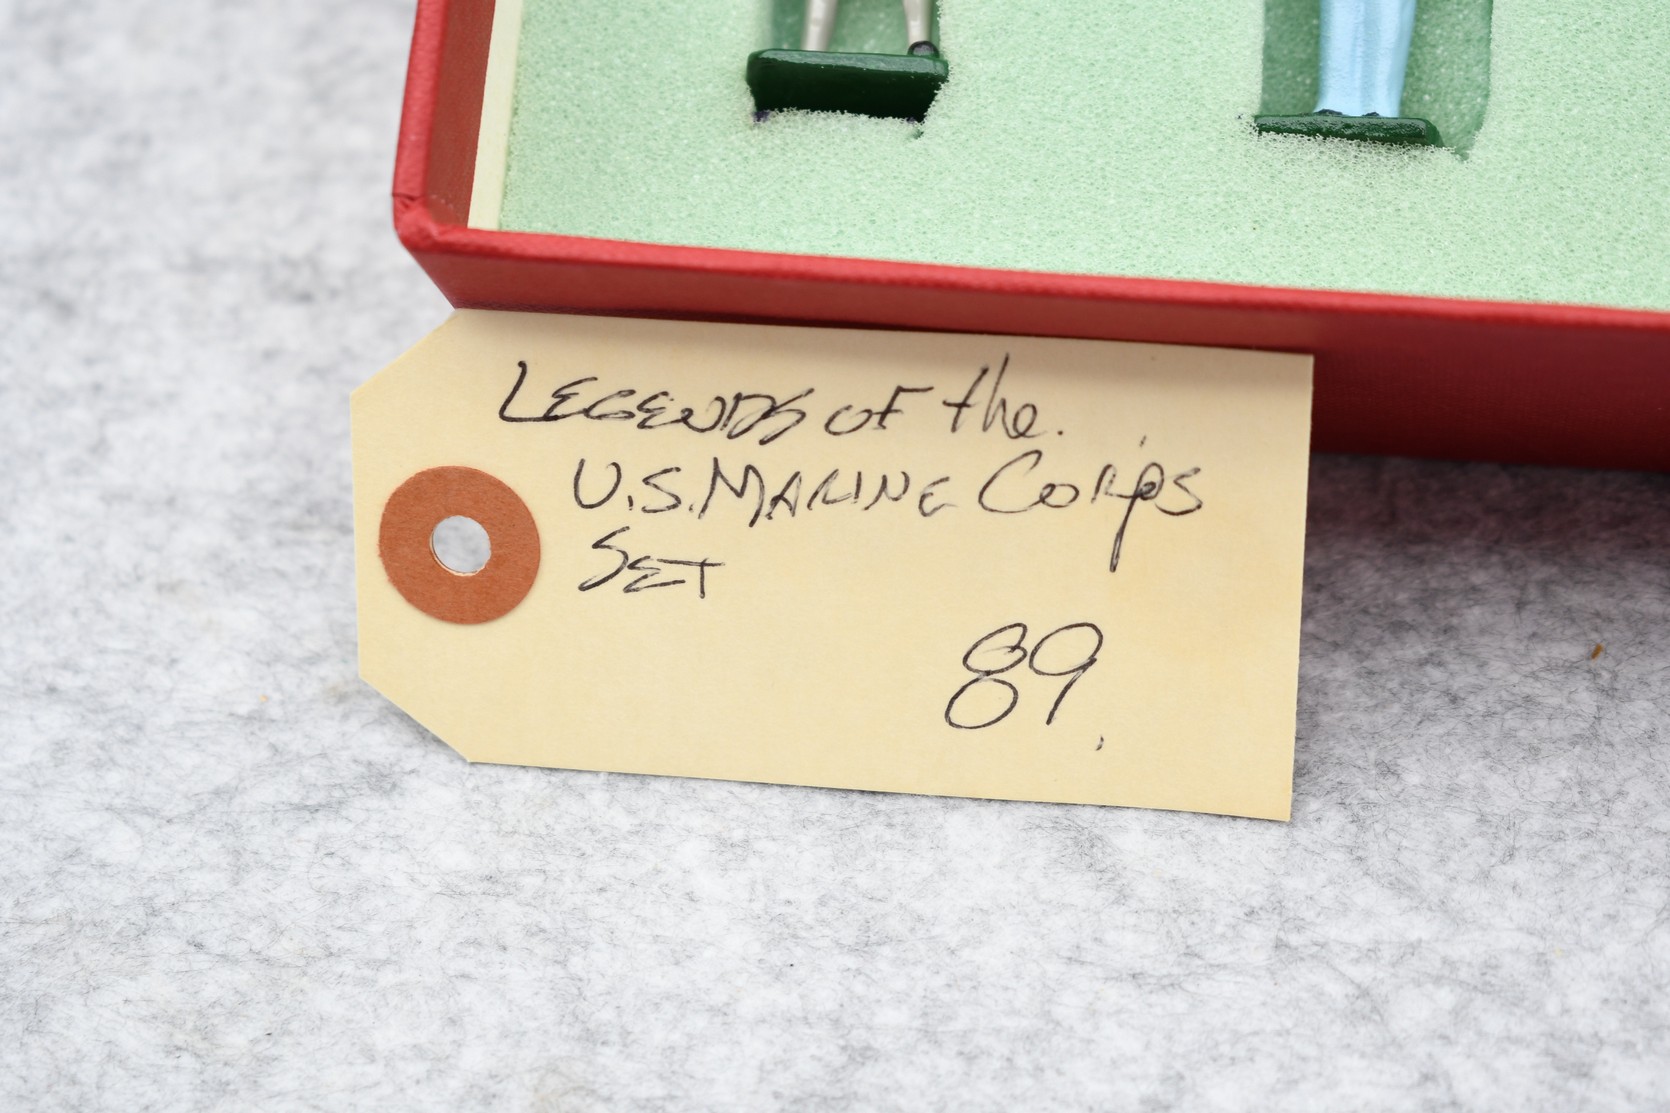 LEGENDS OF the.
U.S. MARINE CORPS
SET
89.